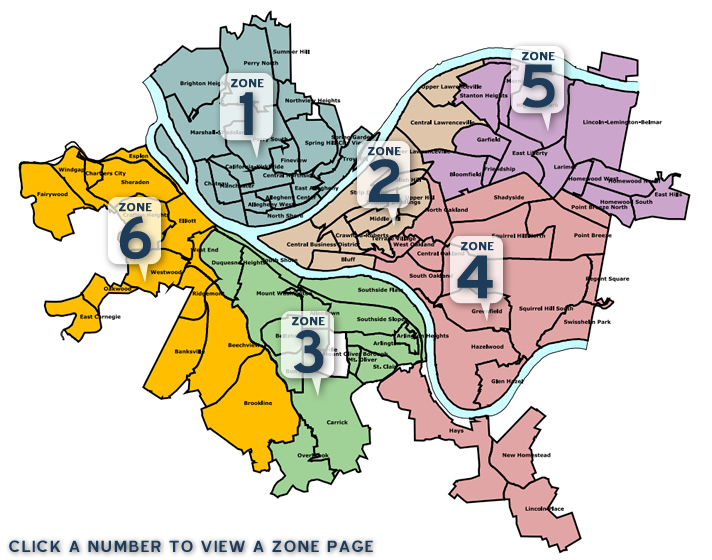 Summer Hill
Perry North
Brighton Heig
ZONE
1
Northview Heights
Marshall-
Spring Garden
Spring Hill
City View
Troy
California-Kirkbride
Fineview
Manchester
East Allegheny
Allegheny Center
Allegheny West
North Shore
ZONE
5
Upper Lawrenceville
Stanton Heights
Central Lawrenceville
Lincoln-Lemington-Belmar
Garfield
East Liberty
Larimer
Friendship
Bloomfield
Homewood West
Homewood North
East Hills
Homewood South
Point Breeze North
ZONE
2
Lawrenceville
Strip
Upper Hill
Middle
Crawford-Roberts
Terrace Village
Central Business District
Bluff
ZONE
4
Shadyside
North Oakland
Squirrel Hill North
Point Breeze
West Oakland
Central Oakland
South Oakland
Regent Square
Squirrel Hill South
Swisshelm Park
Greenfield
Hazelwood
Glen Hazel
Hays
New Homestead
Lincoln Place
ZONE
6
Esplen
Windgap
Chartiers City
Fairywood
Sheraden
Crafton Heights
Elliott
West End
Westwood
Oakwood
Ridgemont
East Carnegie
Banksville
Beechview
Brookline
ZONE
3
Duquesne Heights
South Shore
Mount Washington
Southside Flats
Southside Slopes
Allentown
Arlington Heights
Arlington
Mount Oliver Borough
Mt. Oliver
St. Clair
Carrick
Overbrook
CLICK A NUMBER TO VIEW A ZONE PAGE